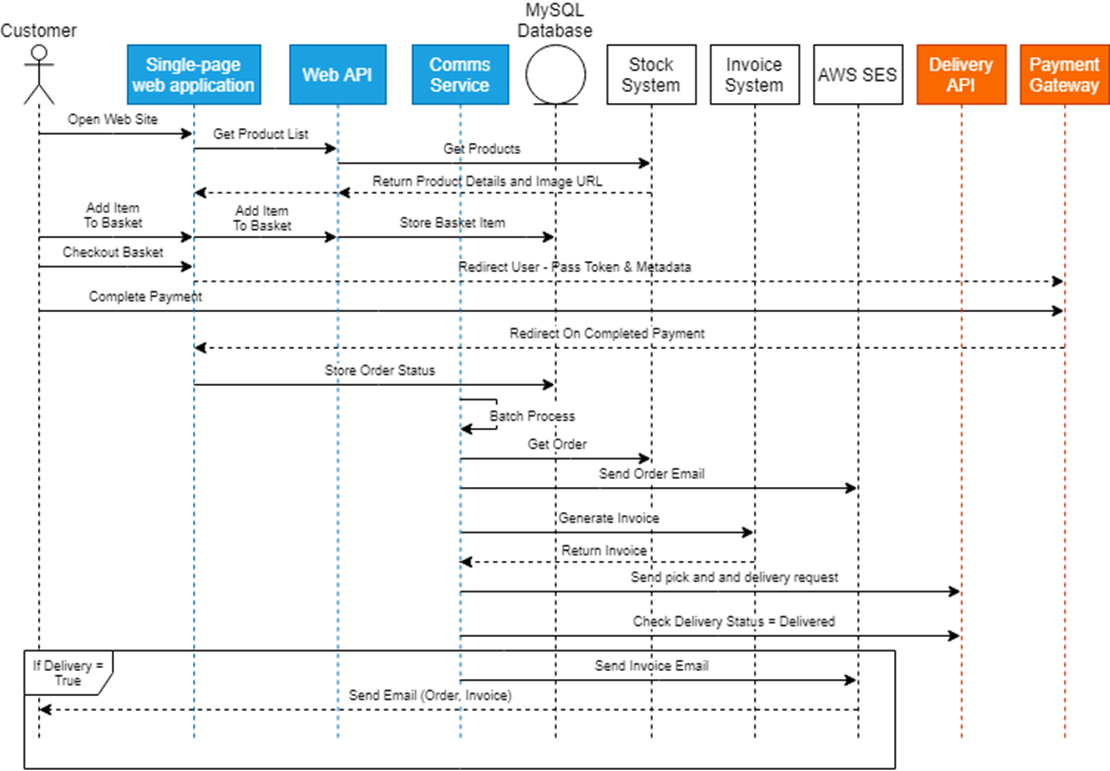 MySQL
Database
Customer
Single-page
web application
Web API
Comms
Service
Stock
System
Invoice
System
AWS SES
Delivery
API
Payment
Gateway
Open Web Site
Get Product List
Get Products
Return Product Details and Image URL
Add Item
To Basket
Add Item
To Basket
Store Basket Item
Checkout Basket
Redirect User - Pass Token & Metadata
Complete Payment
Redirect On Completed Payment
Store Order Status
Batch Process
Get Order
Send Order Email
Generate Invoice
Return Invoice
Send pick and and delivery request
Check Delivery Status = Delivered
If Delivery =
True
Send Invoice Email
Send Email (Order, Invoice)